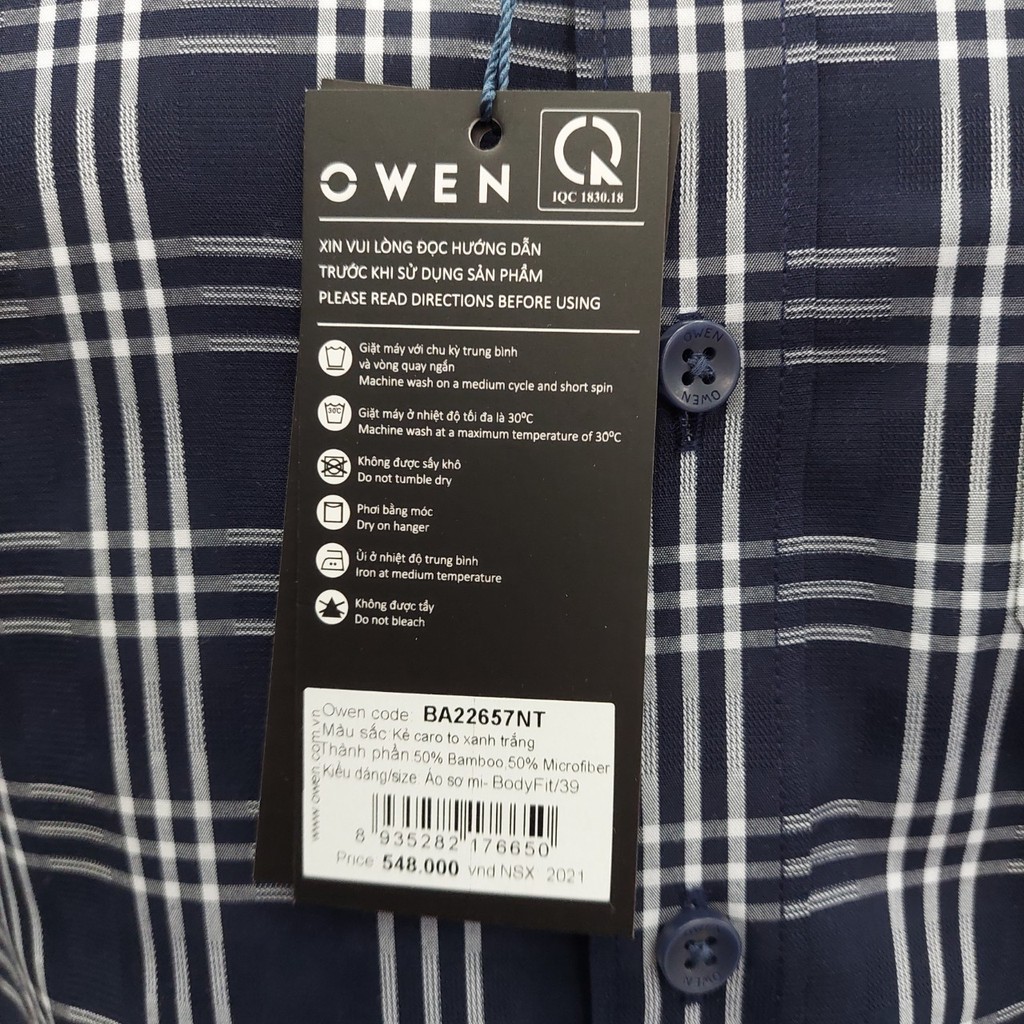 OWEN
IQC 1830.18
XIN VUI LÒNG ĐỌC HƯỚNG DẪN
TRƯỚC KHI SỬ DỤNG SẢN PHẨM
PLEASE READ DIRECTIONS BEFORE USING
Giặt máy với chu kỳ trung bình
và vòng quay ngắn
Machine wash on a medium cycle and short spin
30C
Giặt máy ở nhiệt độ tối đa là 30ºC
Machine wash at a maximum temperature of 30ºC
Không được sấy khô
Do not tumble dry
Phơi bằng móc
Dry on hanger
Ủi ở nhiệt độ trung bình
Iron at medium temperature
Không được tẩy
Do not bleach
www.owen.com.vn
Owen code BA22657NT
Màu sắc Kẻ caro to xanh trắng
Thành phần 50% Bamboo 50% Microfiber
Kiểu dáng/size Áo sơ mi- BodyFit/39
8 935282 176650
Price 548.000 vnd NSX 2021
OWEN
OWEN
OWEN